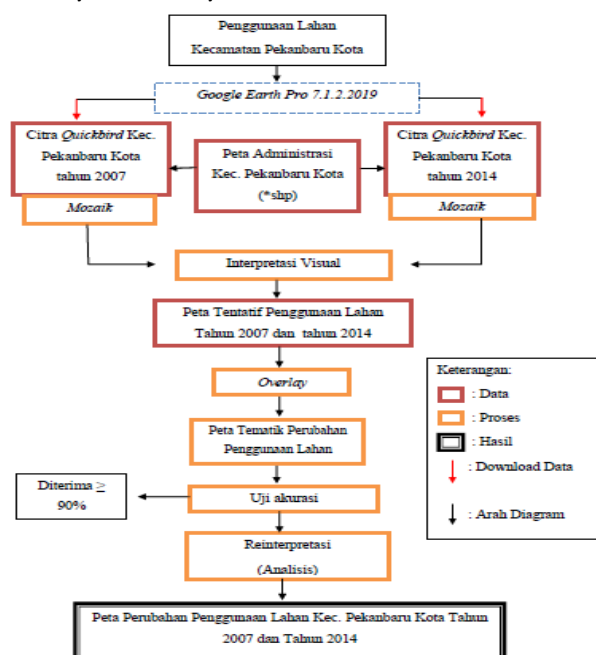 Penggunaan Lahan
Kecamatan Pekanbaru Kota
Google Earth Pro 7.1.2.2019
Citra Quickbird Kec.
Pekanbaru Kota
tahun 2007
Mozaik
Peta Administrasi
Kec. Pekanbaru Kota
(*shp)
Citra Quickbird Kec.
Pekanbaru Kota
tahun 2014
Mozaik
Interpretasi Visual
Peta Tentatif Penggunaan Lahan
Tahun 2007 dan tahun 2014
Overlay
Peta Tematik Perubahan
Penggunaan Lahan
Uji akurasi
Diterima ≥
90%
Reinterpretasi
(Analisis)
Peta Perubahan Penggunaan Lahan Kec. Pekanbaru Kota Tahun
2007 dan Tahun 2014
Keterangan:
: Data
: Proses
: Hasil
: Download Data
: Arah Diagram